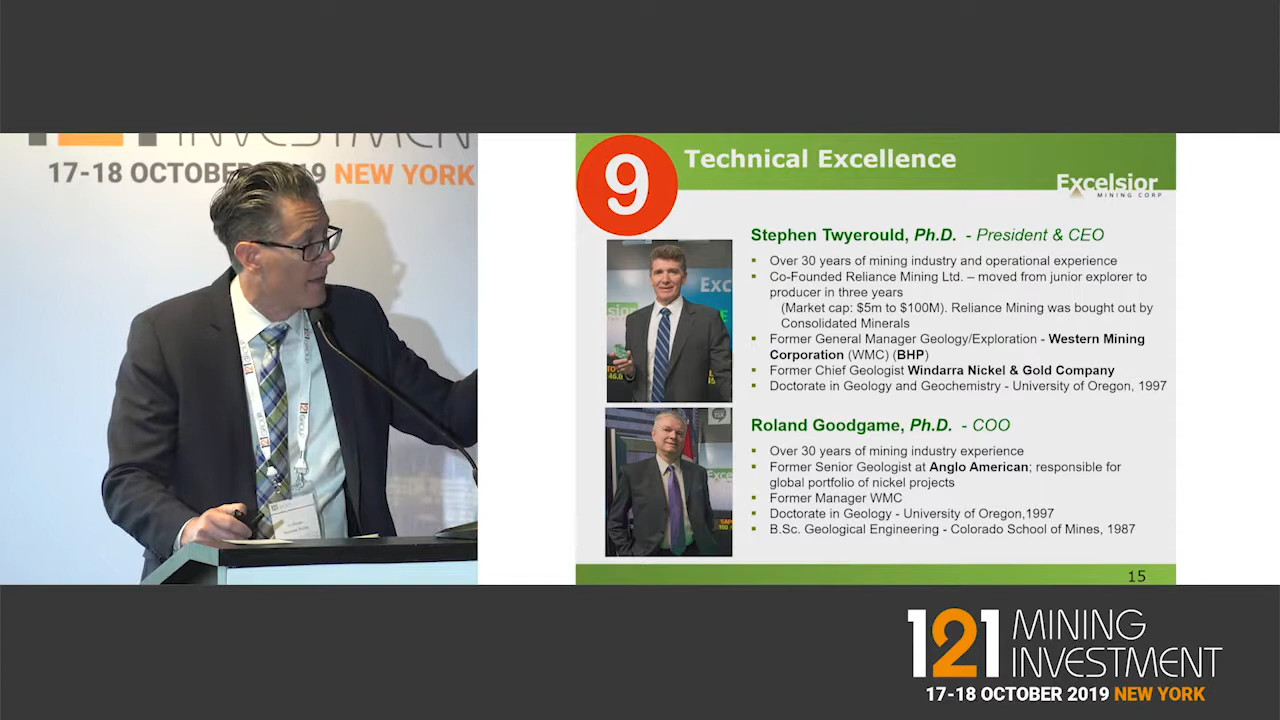 INVESTMENT
17-18 OCTOBER 2019 NEW YORK
121
GROUP
9
Technical Excellence
Excelsior
MINING CORP
Stephen Twyerould, Ph.D. - President & CEO
▪ Over 30 years of mining industry and operational experience
▪ Co-Founded Reliance Mining Ltd. – moved from junior explorer to
producer in three years
(Market cap: $5m to $100M). Reliance Mining was bought out by
Consolidated Minerals
▪ Former General Manager Geology/Exploration - Western Mining
Corporation (WMC) (BHP)
▪ Former Chief Geologist Windarra Nickel & Gold Company
▪ Doctorate in Geology and Geochemistry - University of Oregon, 1997
Roland Goodgame, Ph.D. - COO
▪ Over 30 years of mining industry experience
▪ Former Senior Geologist at Anglo American; responsible for
global portfolio of nickel projects
▪ Former Manager WMC
▪ Doctorate in Geology - University of Oregon,1997
▪ B.Sc. Geological Engineering - Colorado School of Mines, 1987
15
121 MINING
INVESTMENT
17-18 OCTOBER 2019 NEW YORK